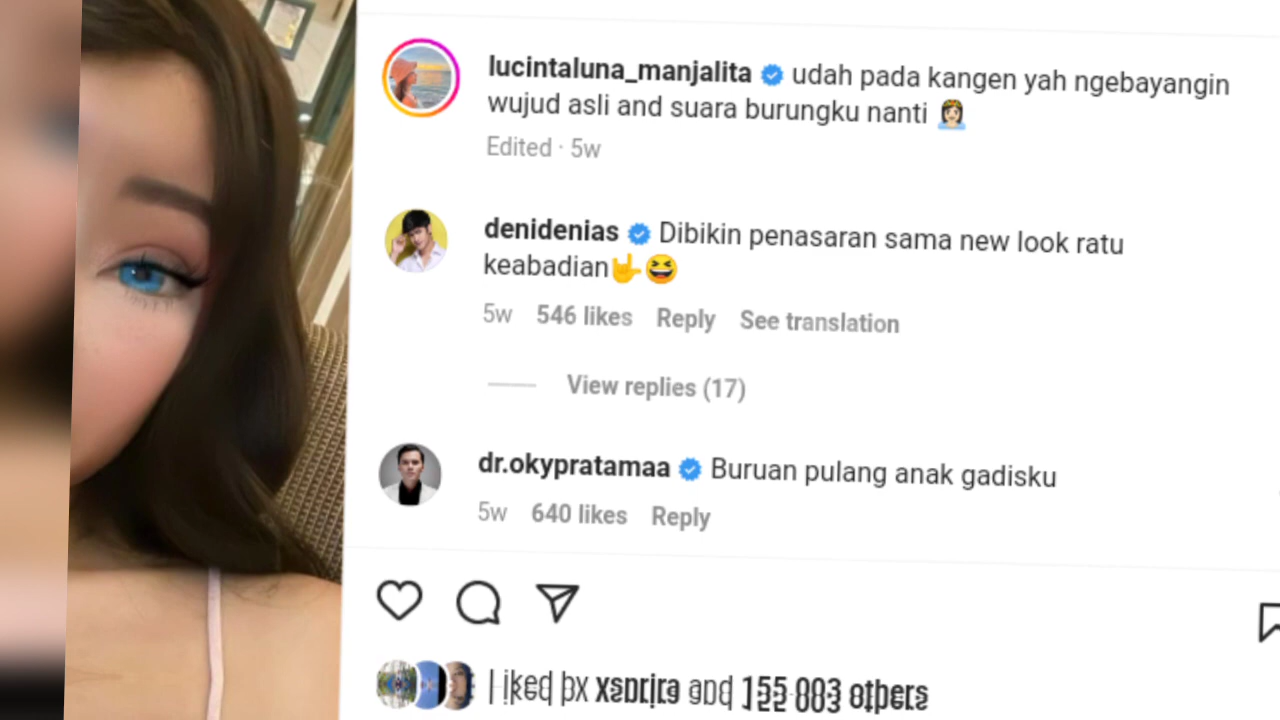 lucintaluna_manjalita udah pada kangen yah ngebayangin
wujud asli and suara burungku nanti 👸🏻
Edited · 5w
denidenias Dibikin penasaran sama new look ratu
keabadian🤟😆
5w 546 likes Reply See translation
View replies (17)
dr.okypratamaa Buruan pulang anak gadisku
5w 640 likes Reply
and others